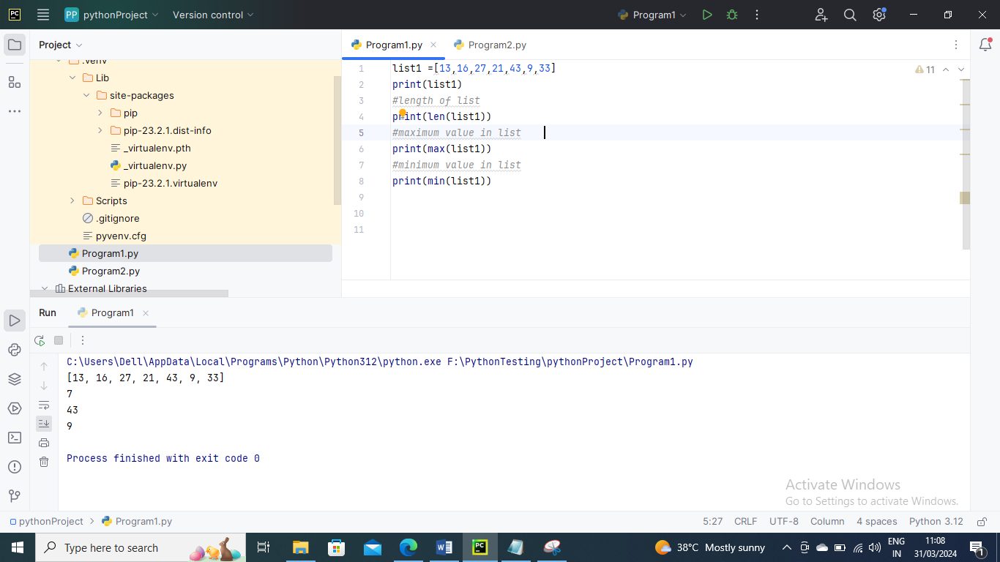 PC PP pythonProject Version control Program1
Project
Program1.py Program2.py
.venv
Lib
site-packages
pip
pip-23.2.1.dist-info
_virtualenv.pth
_virtualenv.py
pip-23.2.1.virtualenv
Scripts
.gitignore
pyvenv.cfg
Program1.py
Program2.py
External Libraries
1 list1 =[13,16,27,21,43,9,33]
11
2 print(list1)
3 #length of list
4 print(len(list1))
5 #maximum value in list
6 print(max(list1))
7 #minimum value in list
8 print(min(list1))
9
10
11
Run Program1
C:\Users\Dell\AppData\Local\Programs\Python\Python312\python.exe F:\PythonTesting\pythonProject\Program1.py
[13, 16, 27, 21, 43, 9, 33]
7
43
9
Process finished with exit code 0
Activate Windows
Go to Settings to activate Windows.
pythonProject > Program1.py 5:27 CRLF UTF-8 Column 4 spaces Python 3.12
Type here to search
PC
38°C Mostly sunny
ENG
IN
11:08
31/03/2024
1